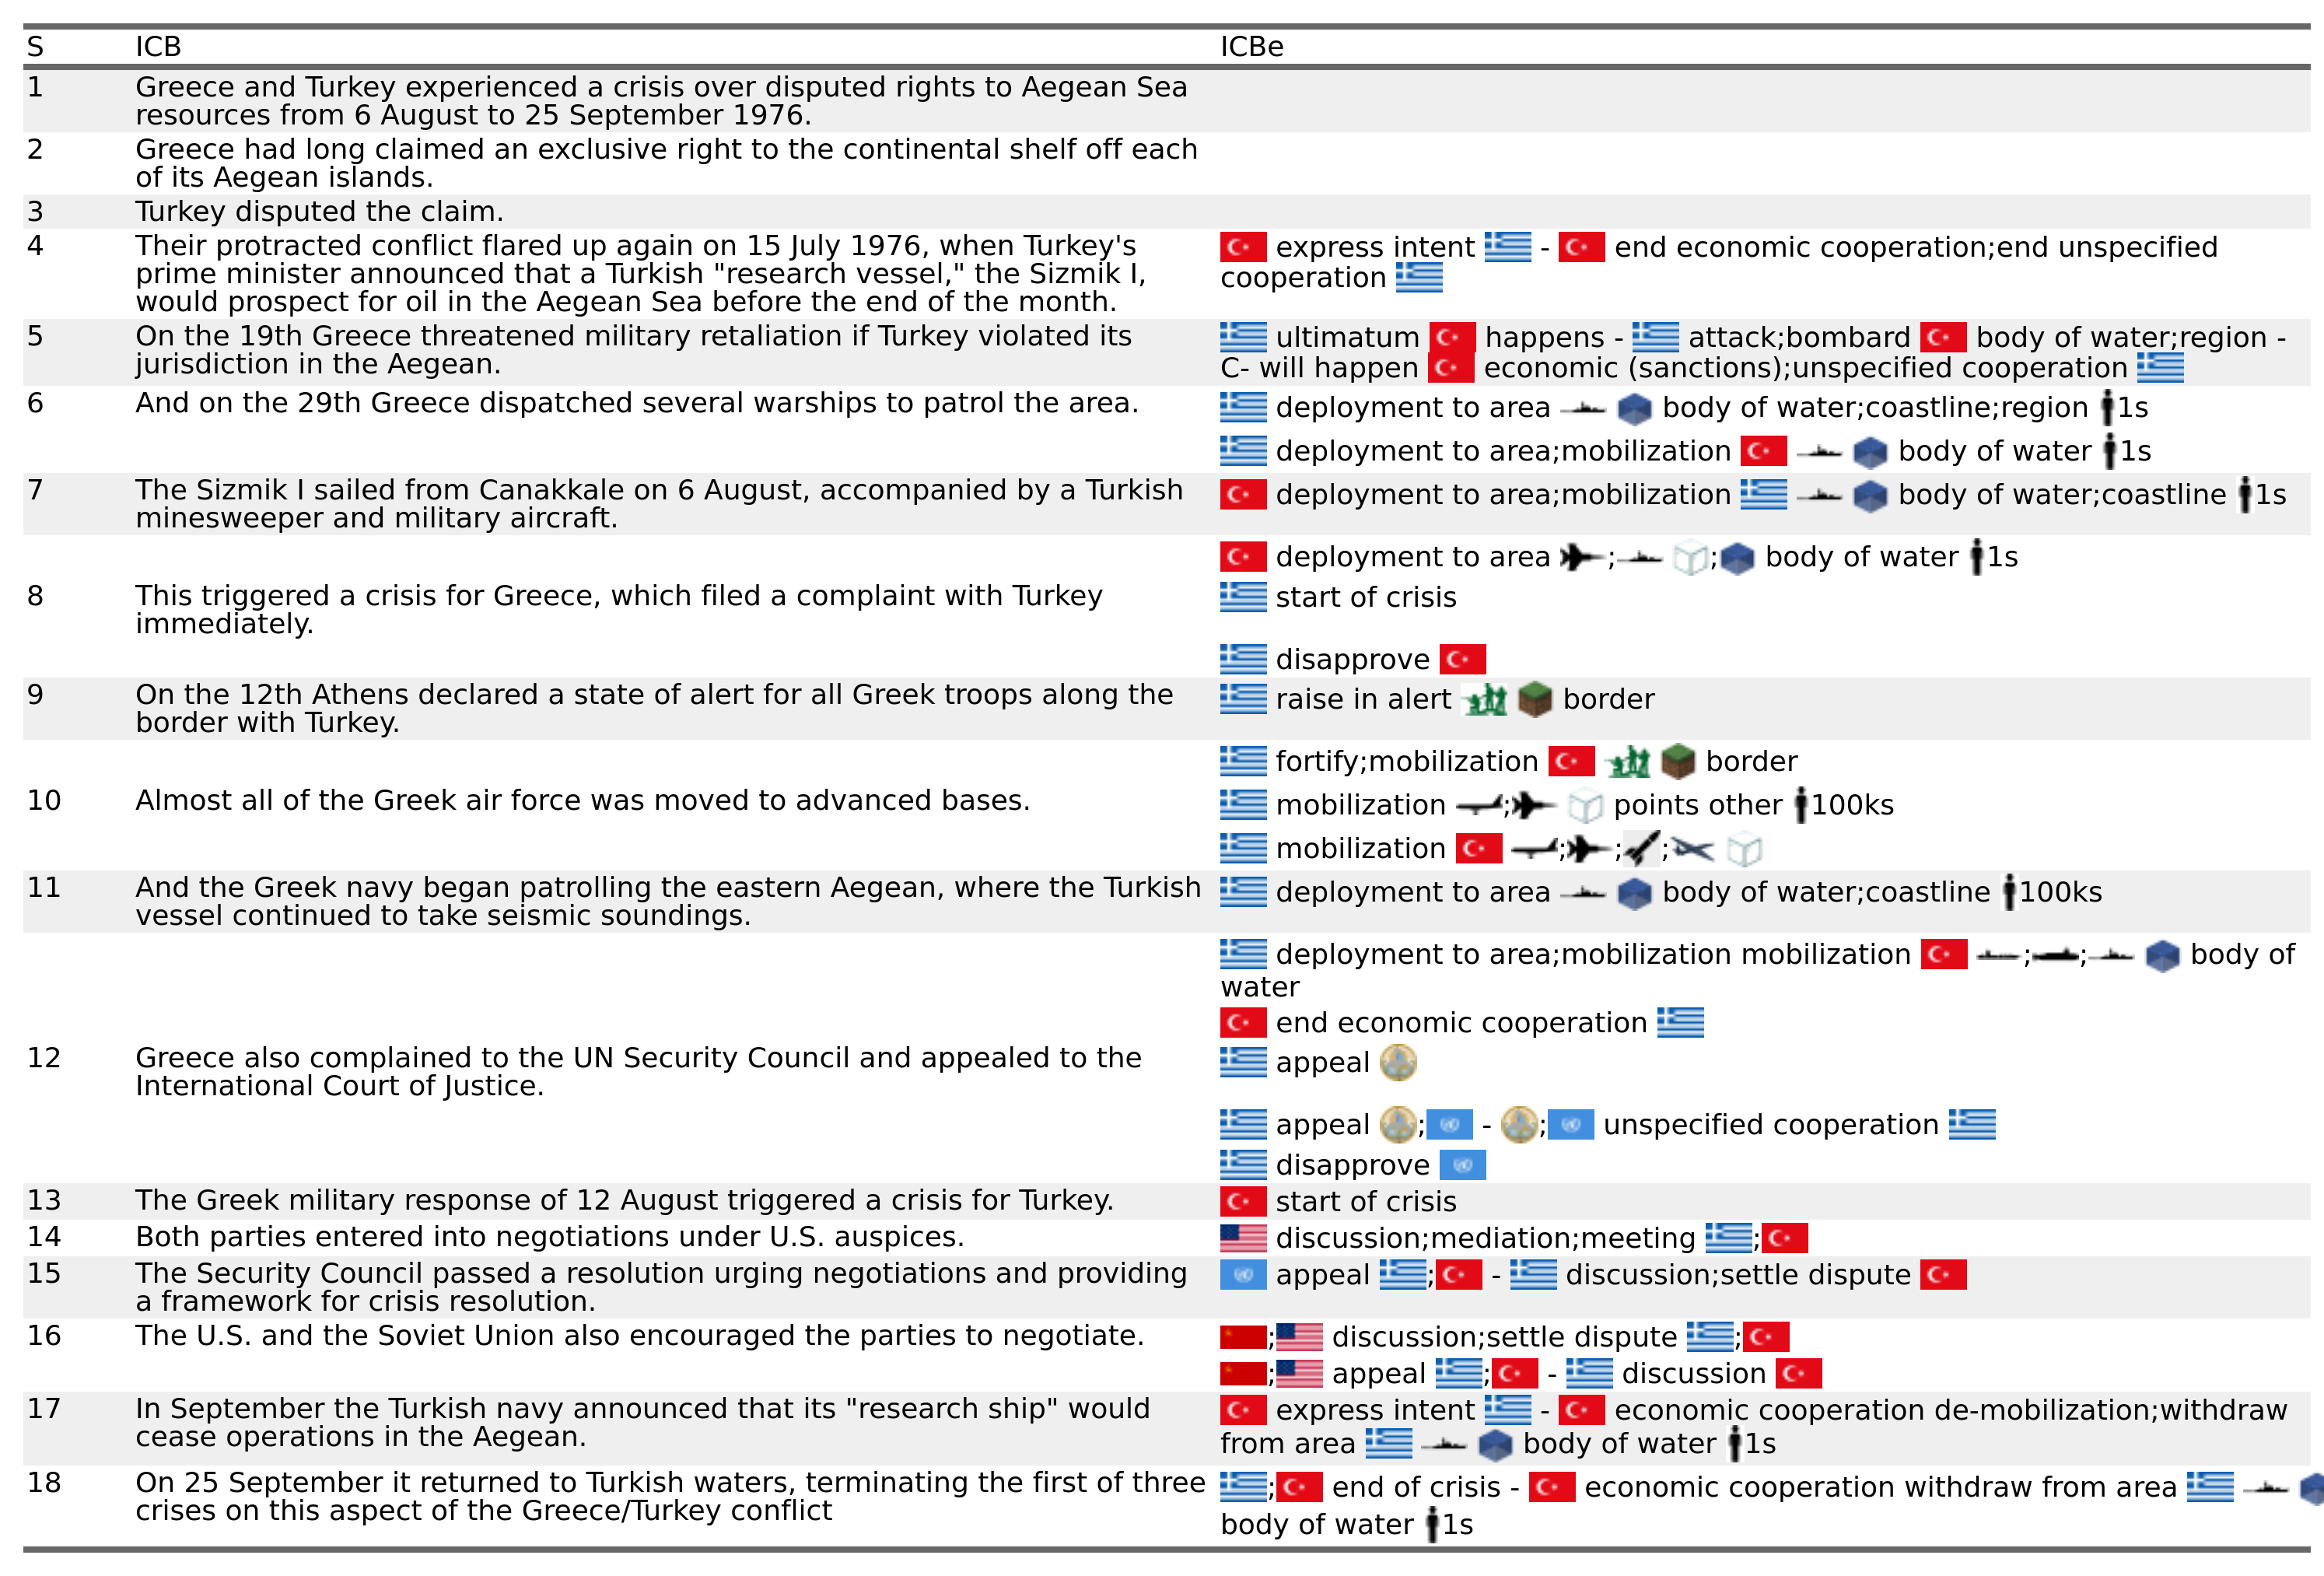 S ICB ICBe
1 Greece and Turkey experienced a crisis over disputed rights to Aegean Sea
resources from 6 August to 25 September 1976.
2 Greece had long claimed an exclusive right to the continental shelf off each
of its Aegean islands.
3 Turkey disputed the claim.
4 Their protracted conflict flared up again on 15 July 1976, when Turkey's
prime minister announced that a Turkish "research vessel," the Sizmik I,
would prospect for oil in the Aegean Sea before the end of the month.
express intent - end economic cooperation;end unspecified
cooperation
5 On the 19th Greece threatened military retaliation if Turkey violated its
jurisdiction in the Aegean.
ultimatum happens - attack;bombard body of water;region -
C- will happen economic (sanctions);unspecified cooperation
6 And on the 29th Greece dispatched several warships to patrol the area.
deployment to area body of water;coastline;region 1s
deployment to area;mobilization body of water 1s
7 The Sizmik I sailed from Canakkale on 6 August, accompanied by a Turkish
minesweeper and military aircraft.
deployment to area;mobilization body of water;coastline 1s
deployment to area ; ; body of water 1s
8 This triggered a crisis for Greece, which filed a complaint with Turkey
immediately.
start of crisis
disapprove
9 On the 12th Athens declared a state of alert for all Greek troops along the
border with Turkey.
raise in alert border
fortify;mobilization border
10 Almost all of the Greek air force was moved to advanced bases.
mobilization ; points other 100ks
mobilization ; ; ;
11 And the Greek navy began patrolling the eastern Aegean, where the Turkish
vessel continued to take seismic soundings.
deployment to area body of water;coastline 100ks
deployment to area;mobilization mobilization ; ; body of
water
end economic cooperation
12 Greece also complained to the UN Security Council and appealed to the
International Court of Justice.
appeal
appeal ; - ; unspecified cooperation
disapprove
13 The Greek military response of 12 August triggered a crisis for Turkey.
start of crisis
14 Both parties entered into negotiations under U.S. auspices.
discussion;mediation;meeting ;
15 The Security Council passed a resolution urging negotiations and providing
a framework for crisis resolution.
appeal ; - discussion;settle dispute
16 The U.S. and the Soviet Union also encouraged the parties to negotiate.
; discussion;settle dispute ;
; appeal ; - discussion
17 In September the Turkish navy announced that its "research ship" would
cease operations in the Aegean.
express intent - economic cooperation de-mobilization;withdraw
from area body of water 1s
18 On 25 September it returned to Turkish waters, terminating the first of three
crises on this aspect of the Greece/Turkey conflict
; end of crisis - economic cooperation withdraw from area
body of water 1s